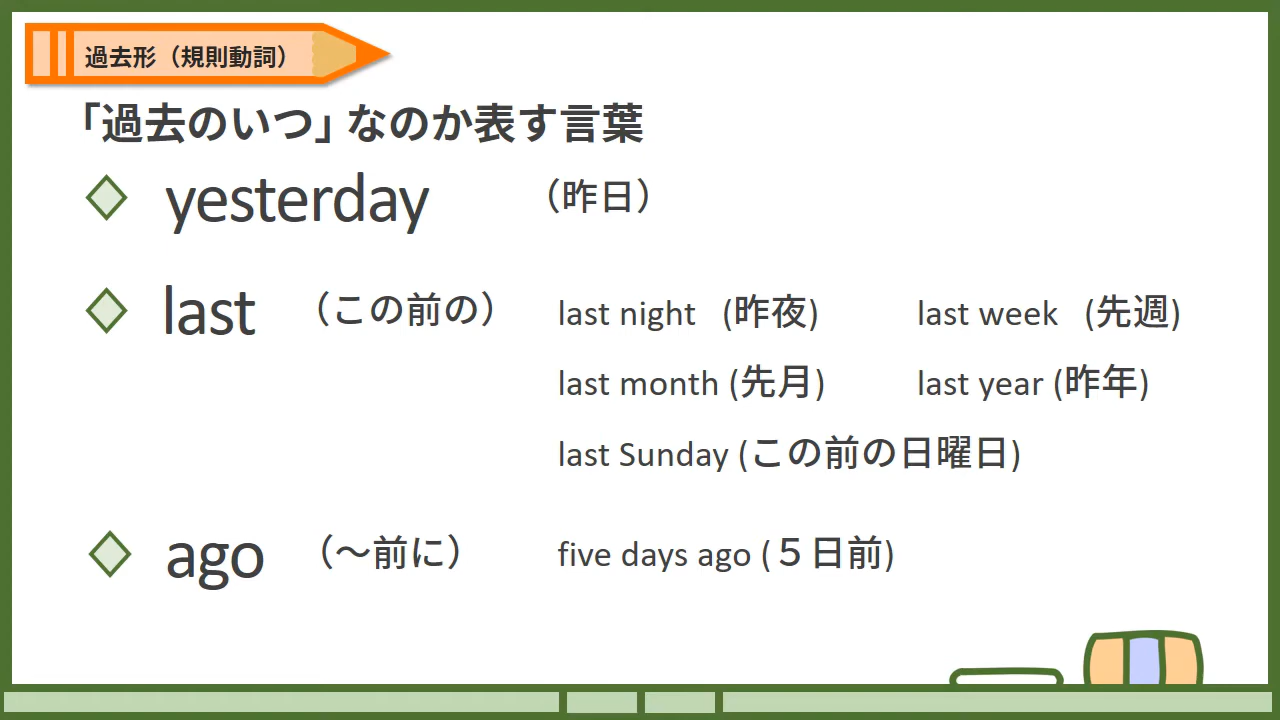 過去形（規則動詞）
「過去のいつ」なのか表す言葉
yesterday （昨日）
last （この前の） last night (昨夜) last week (先週)
last month (先月) last year (昨年)
last Sunday (この前の日曜日)
ago （～前に） five days ago (５日前)